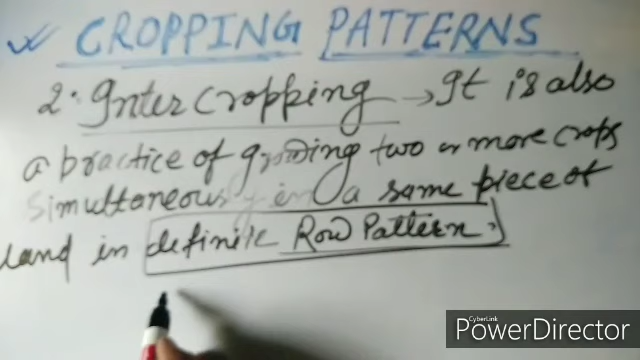 CROPPING PATTERNS
2. Inter Cropping → It is also
a practice of growing two or more crops
simultaneously in a same piece of
land in definite Row Pattern.
CyberLink
PowerDirector